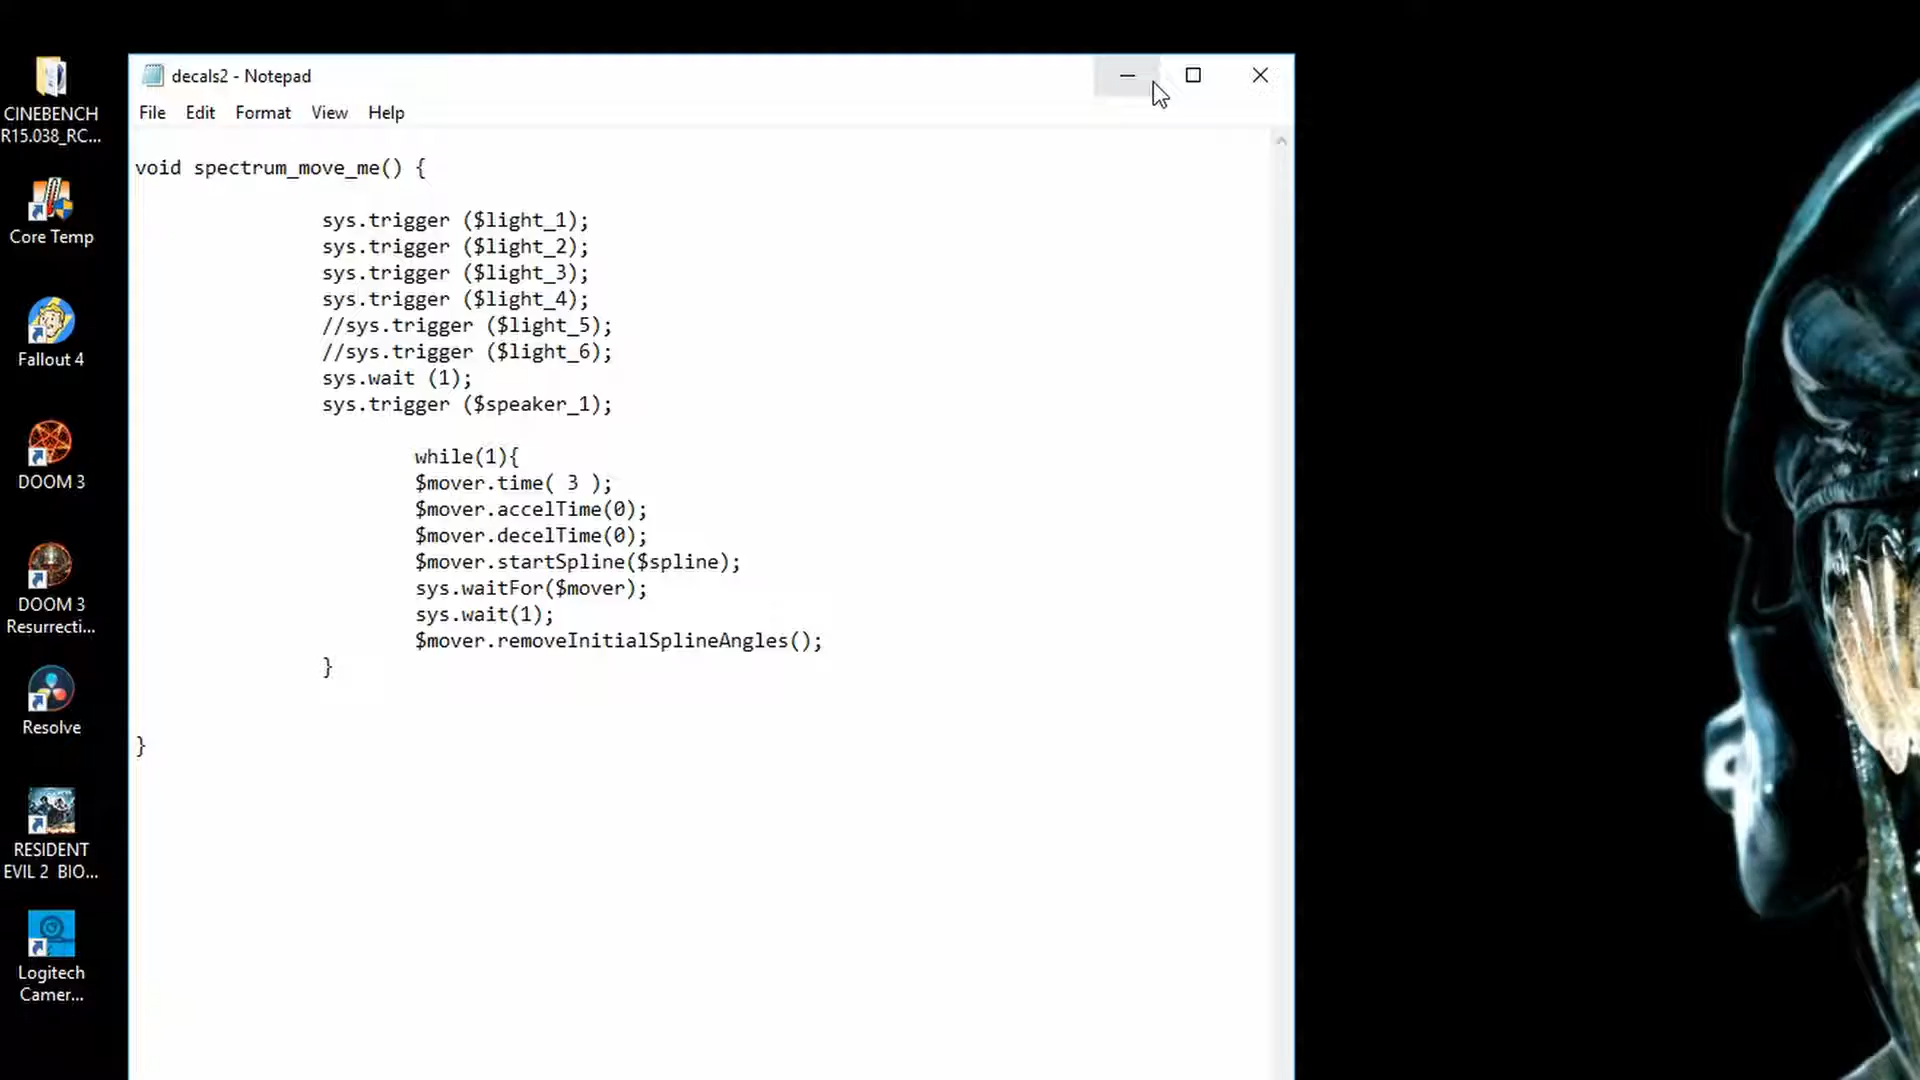 CINEBENCH
R15.038_RC...
Core Temp
Fallout 4
DOOM 3
DOOM 3
Resurrecti...
Resolve
RESIDENT
EVIL 2 BIO...
Logitech
Camer...
decals2 - Notepad
File Edit Format View Help
void spectrum_move_me() {
sys.trigger ($light_1);
sys.trigger ($light_2);
sys.trigger ($light_3);
sys.trigger ($light_4);
//sys.trigger ($light_5);
//sys.trigger ($light_6);
sys.wait (1);
sys.trigger ($speaker_1);
while(1){
$mover.time( 3 );
$mover.accelTime(0);
$mover.decelTime(0);
$mover.startSpline($spline);
sys.waitFor($mover);
sys.wait(1);
$mover.removeInitialSplineAngles();
}
}